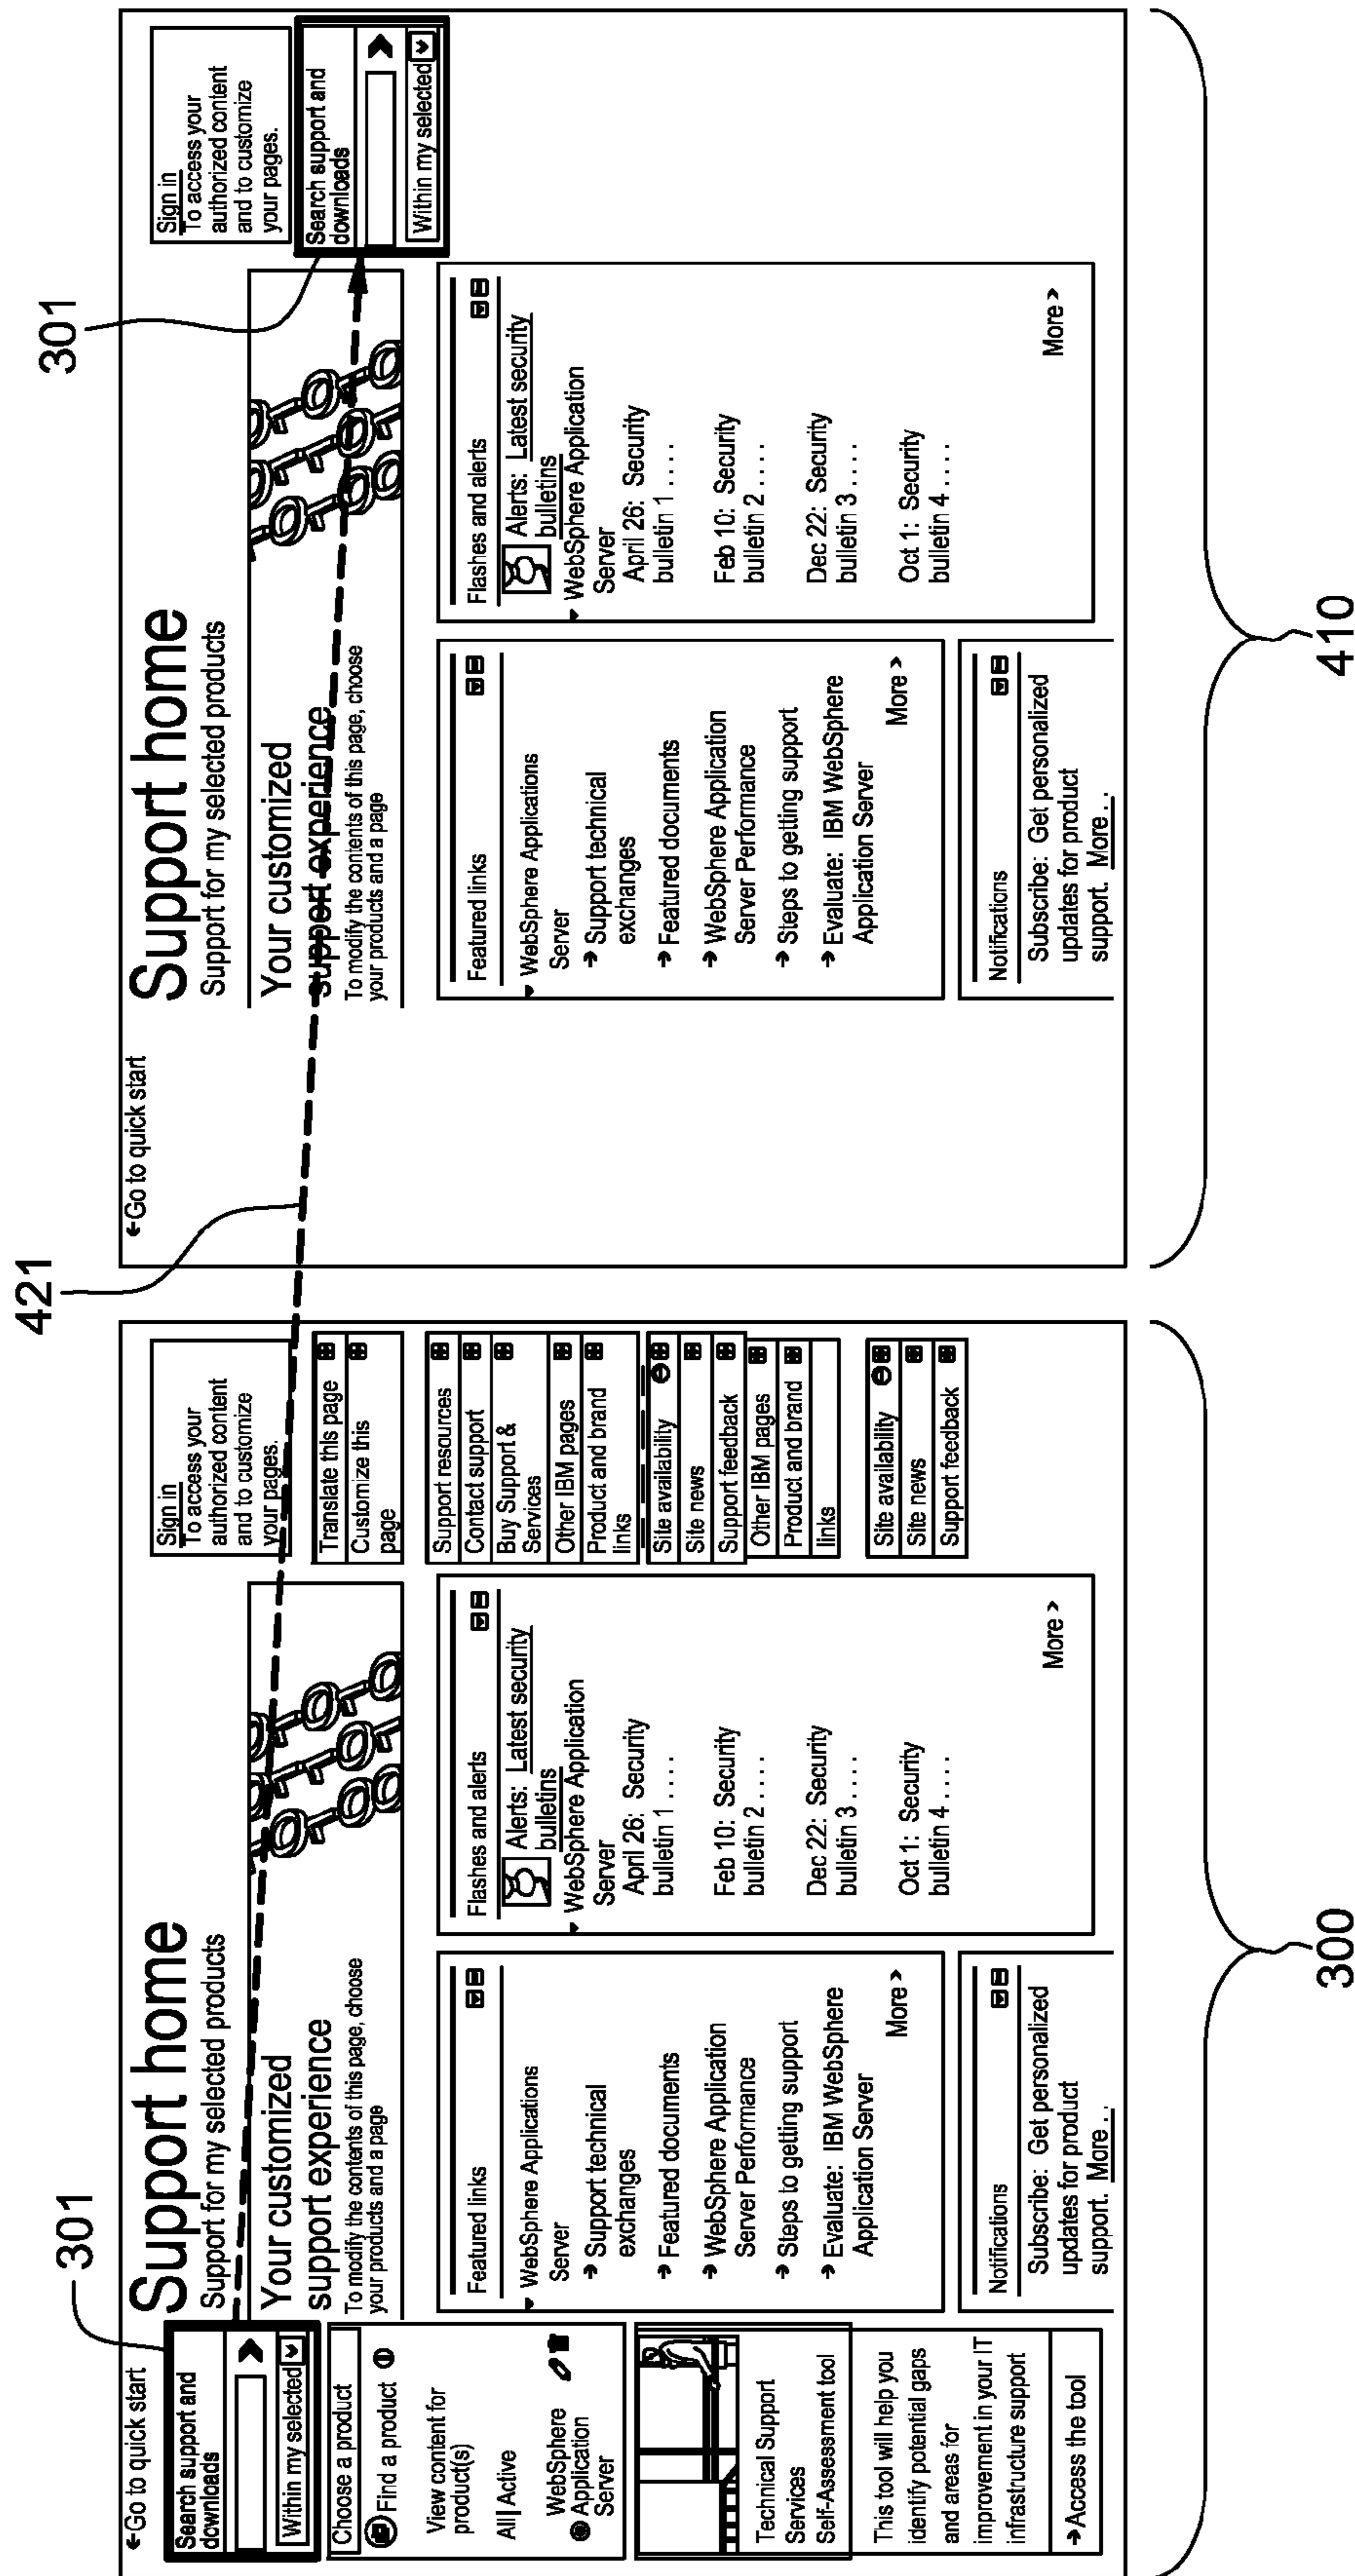 301
421
301
←Go to quick start
Support home
Support for my selected products
Search support and
downloads
Within my selected
Choose a product
Find a product
View content for
product(s)
All Active
WebSphere
Application
Server
Technical Support
Services
Self-Assessment tool
This tool will help you
identify potential gaps
and areas for
improvement in your IT
infrastructure support
→Access the tool
Your customized
support experience
To modify the contents of this page, choose
your products and a page
Featured links
WebSphere Applications
Server
→ Support technical
exchanges
→ Featured documents
→ WebSphere Application
Server Performance
→ Steps to getting support
→ Evaluate: IBM WebSphere
Application Server
More >
Notifications
Subscribe: Get personalized
updates for product
support. More...
Flashes and alerts
Alerts: Latest security
bulletins
WebSphere Application
Server
April 26: Security
bulletin 1 . . . .
Feb 10: Security
bulletin 2 . . . .
Dec 22: Security
bulletin 3 . . . .
Oct 1: Security
bulletin 4 . . . .
More >
Sign in
To access your
authorized content
and to customize
your pages.
Translate this page
Customize this
page
Support resources
Contact support
Buy Support &
Services
Other IBM pages
Product and brand
links
Site availability
Site news
Support feedback
Other IBM pages
Product and brand
links
Site availability
Site news
Support feedback
300
←Go to quick start
Support home
Support for my selected products
Your customized
support experience
To modify the contents of this page, choose
your products and a page
Featured links
WebSphere Applications
Server
→ Support technical
exchanges
→ Featured documents
→ WebSphere Application
Server Performance
→ Steps to getting support
→ Evaluate: IBM WebSphere
Application Server
More >
Notifications
Subscribe: Get personalized
updates for product
support. More...
Flashes and alerts
Alerts: Latest security
bulletins
WebSphere Application
Server
April 26: Security
bulletin 1 . . . .
Feb 10: Security
bulletin 2 . . . .
Dec 22: Security
bulletin 3 . . . .
Oct 1: Security
bulletin 4 . . . .
More >
Sign in
To access your
authorized content
and to customize
your pages.
Search support and
downloads
Within my selected
410